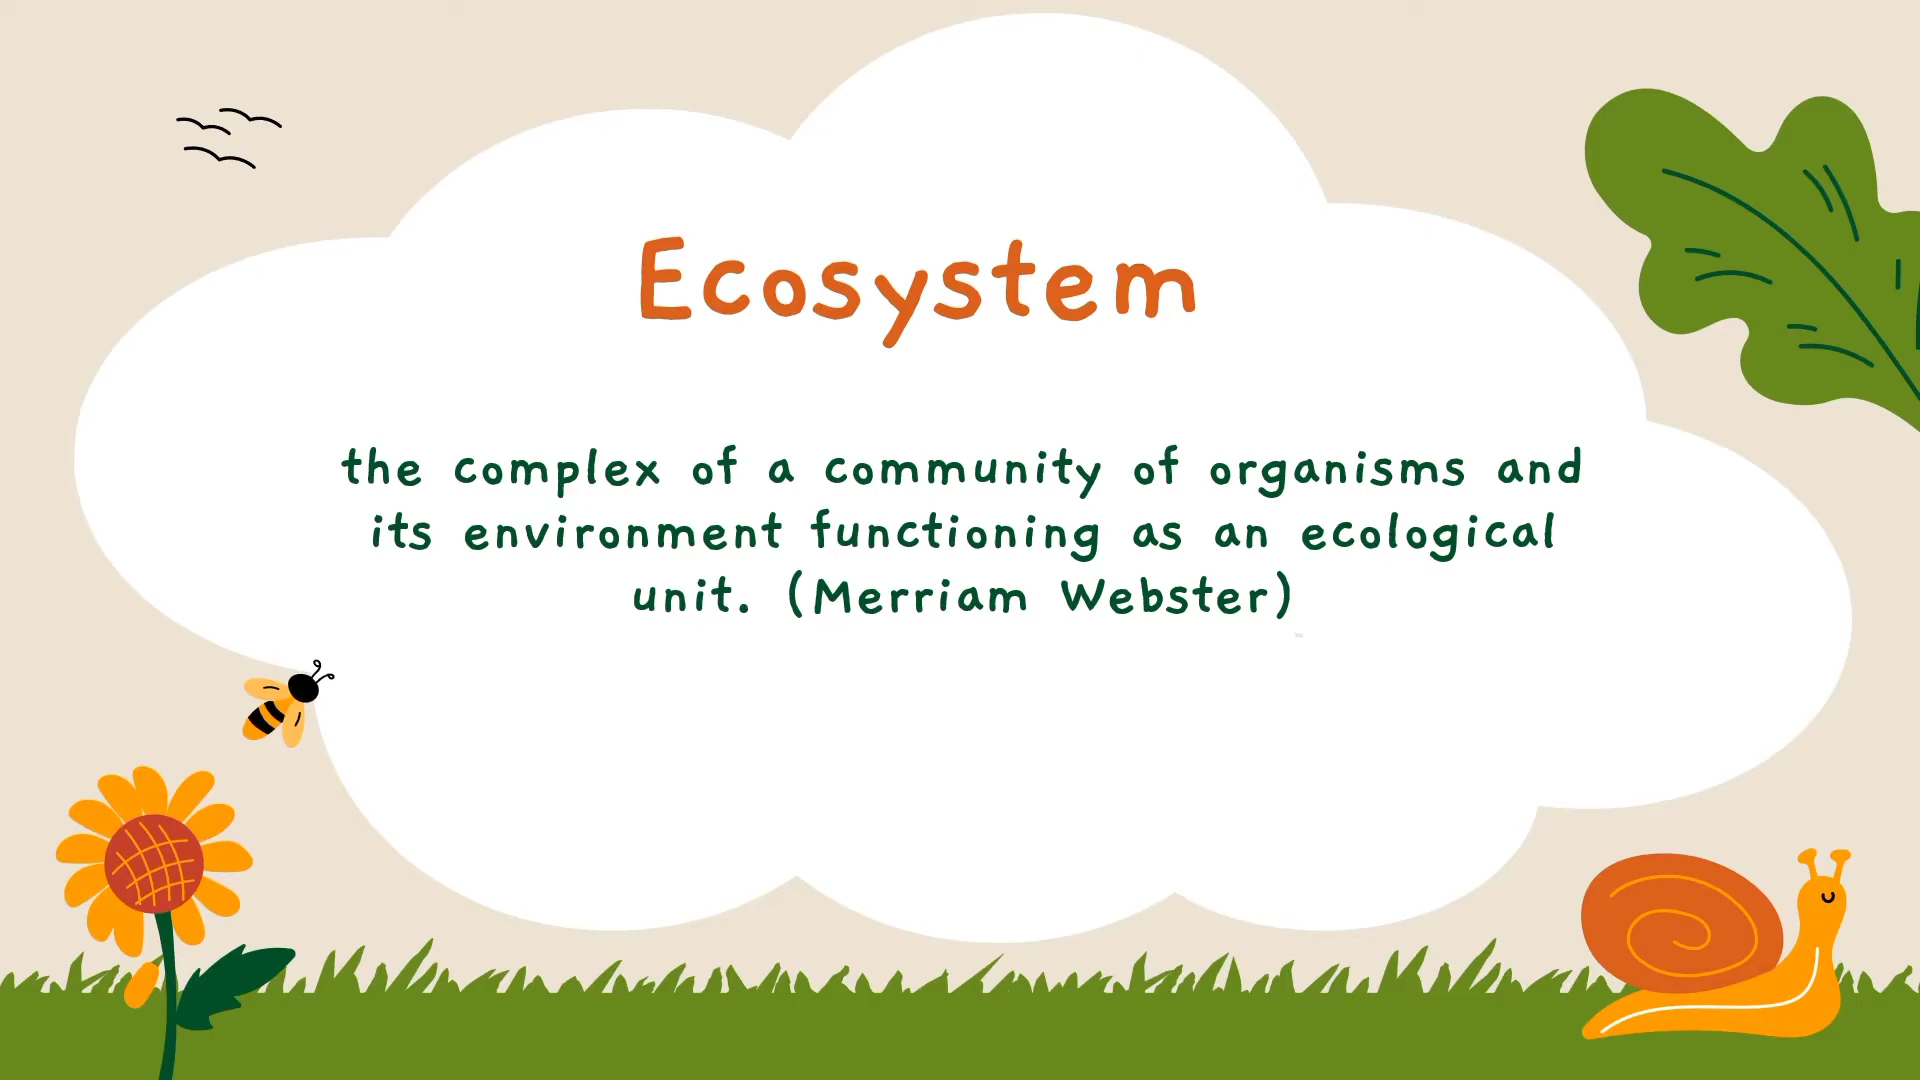 Ecosystem
the complex of a community of organisms and
its environment functioning as an ecological
unit. (Merriam Webster)